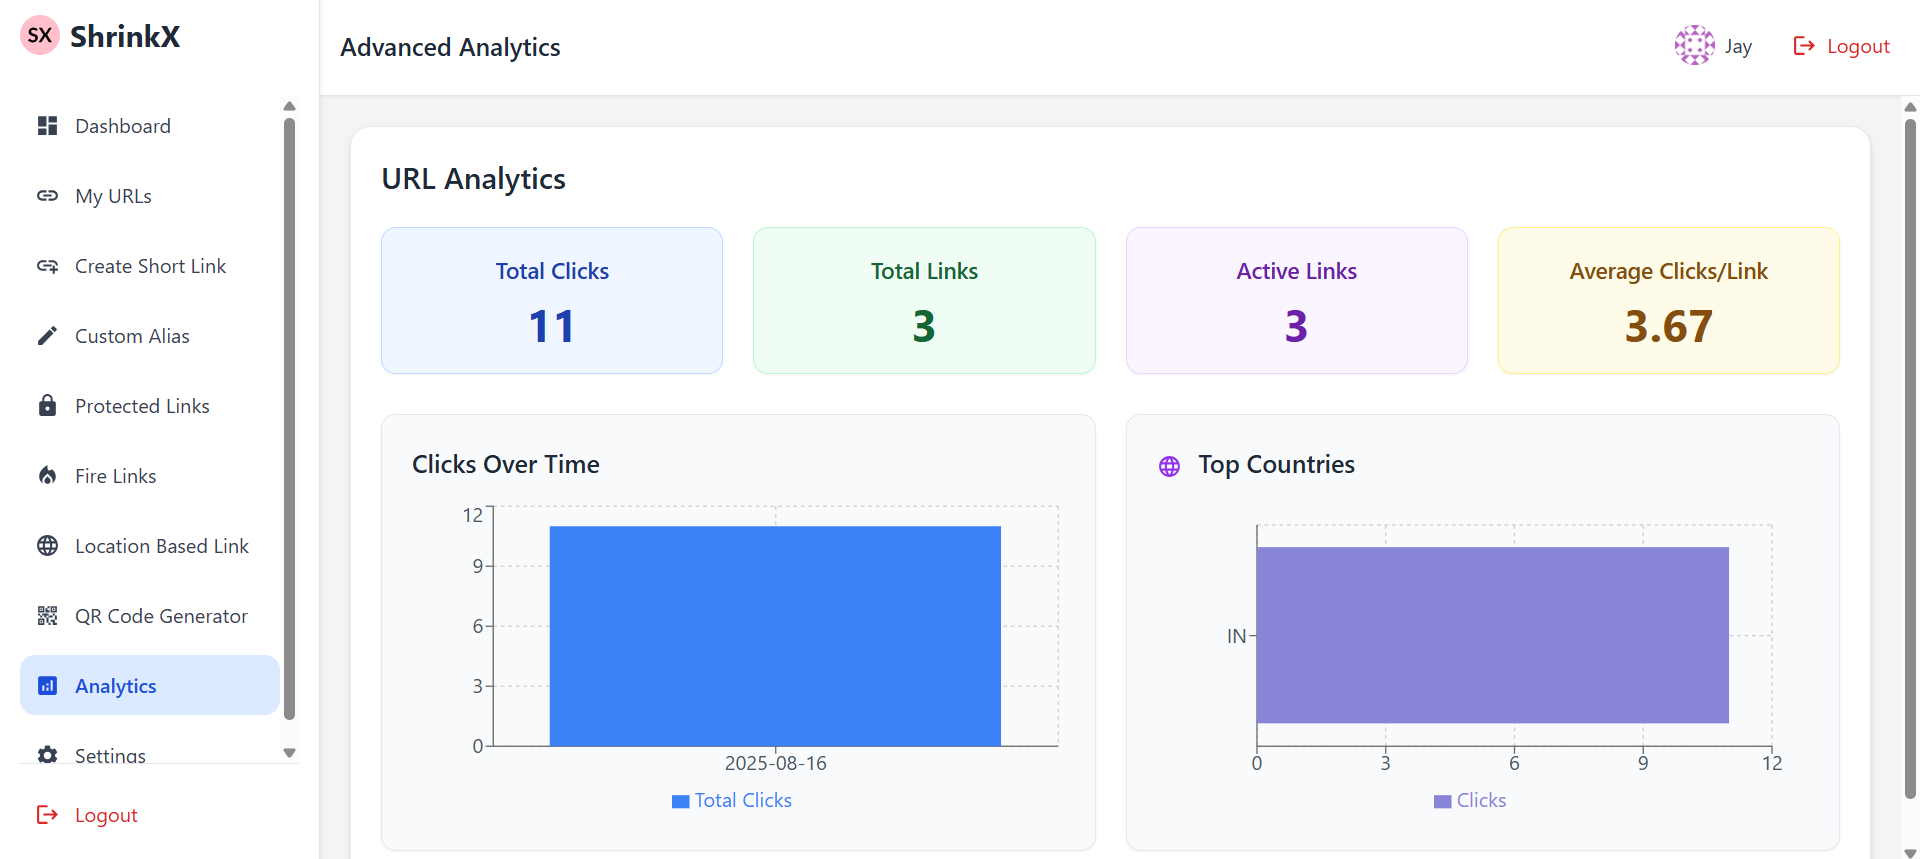 SX ShrinkX
Dashboard
My URLs
Create Short Link
Custom Alias
Protected Links
Fire Links
Location Based Link
QR Code Generator
Analytics
Settings
Logout
Advanced Analytics
Jay
Logout
URL Analytics
Total Clicks
11
Total Links
3
Active Links
3
Average Clicks/Link
3.67
Clicks Over Time
12
9
6
3
0
2025-08-16
Total Clicks
Top Countries
IN
0 3 6 9 12
Clicks